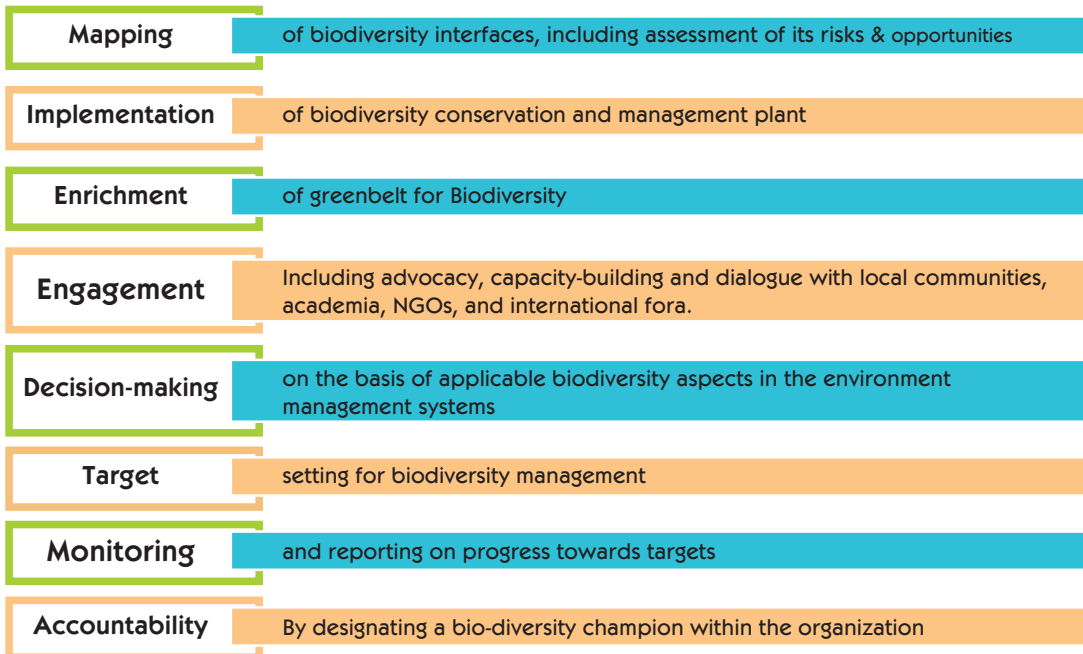 Mapping
of biodiversity interfaces, including assessment of its risks & opportunities
Implementation
of biodiversity conservation and management plant
Enrichment
of greenbelt for Biodiversity
Engagement
Including advocacy, capacity-building and dialogue with local communities,
academia, NGOs, and international fora.
Decision-making
on the basis of applicable biodiversity aspects in the environment
management systems
Target
setting for biodiversity management
Monitoring
and reporting on progress towards targets
Accountability
By designating a bio-diversity champion within the organization